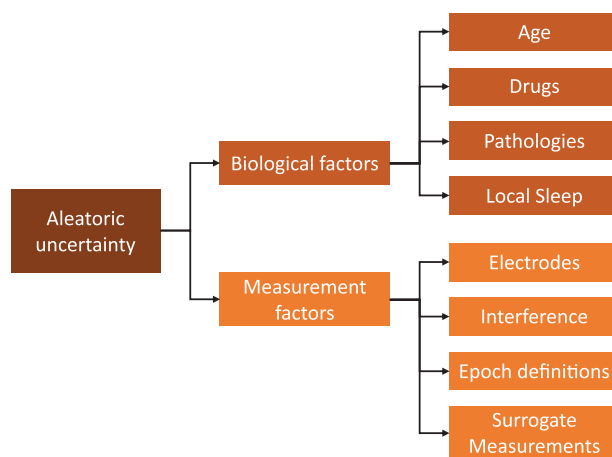 Aleatoric
uncertainty
Biological factors
Age
Drugs
Pathologies
Local Sleep
Measurement
factors
Electrodes
Interference
Epoch definitions
Surrogate
Measurements